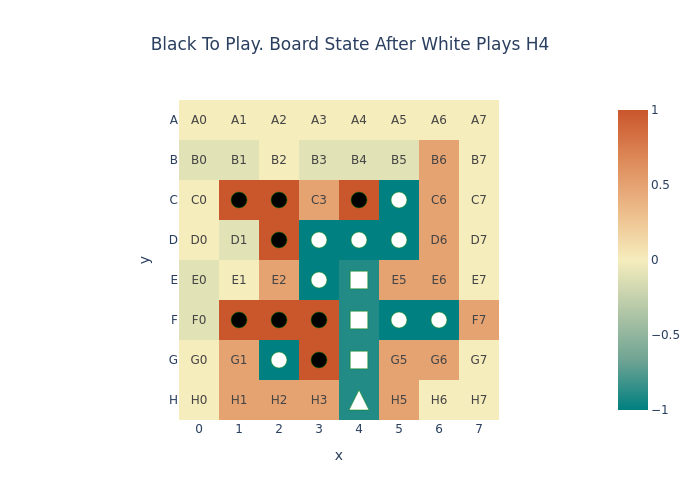 Black To Play. Board State After White Plays H4
A A0 A1 A2 A3 A4 A5 A6 A7
B B0 B1 B2 B3 B4 B5 B6 B7
C C0 C3 C6 C7
D D0 D1 D6 D7
E E0 E1 E2 E5 E6 E7
F F0 F7
G G0 G1 G5 G6 G7
H H0 H1 H2 H3 H5 H6 H7
0 1 2 3 4 5 6 7
x
y
1
0.5
0
−0.5
−1